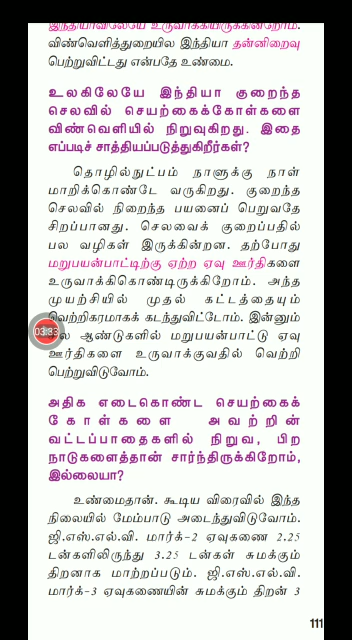 இந்தியாவிலேயே உருவாக்கியிருக்கின்றோம்.
விண்வெளித்துறையில இந்தியா தன்னிறைவு
பெற்றுவிட்டது என்பதே உண்மை.
உலகிலேயே இந்தியா குறைந்த
செலவில் செயற்கைக்கோள்களை
விண்வெளியில் நிறுவுகிறது. இதை
எப்படிச் சாத்தியப்படுத்துகிறீர்கள்?
தொழில்நுட்பம் நாளுக்கு நாள்
மாறிக்கொண்டே வருகிறது. குறைந்த
செலவில் நிறைந்த பயனைப் பெறுவதே
சிறப்பானது. செலவைக் குறைப்பதில்
பல வழிகள் இருக்கின்றன. தற்போது
மறுபயன்பாட்டிற்கு ஏற்ற ஏவு ஊர்திகளை
உருவாக்கிகொண்டிருக்கிறோம். அந்த
முயற்சியில் முதல் கட்டத்தையும்
வெற்றிகரமாகக் கடந்துவிட்டோம். இன்னும்
03:33
ஆண்டுகளில் மறுபயன்பாட்டு ஏவு
ஊர்திகளை உருவாக்குவதில் வெற்றி
பெற்றுவிடுவோம்.
அதிக எடைகொண்ட செயற்கைக்
கோள்களை அவற்றின்
வட்டப்பாதைகளில் நிறுவ, பிற
நாடுகளைத்தான் சார்ந்திருக்கிறோம்,
இல்லையா?
உண்மைதான். கூடிய விரைவில் இந்த
நிலையில் மேம்பாடு அடைந்துவிடுவோம்.
ஜி.எஸ்.எல்.வி. மார்க்-2 ஏவுகணை 2.25
டன்களிலிருந்து 3.25 டன்கள் சுமக்கும்
திறனாக மாற்றப்படும். ஜி.எஸ்.எல்.வி.
மார்க்-3 ஏவுகணையின் சுமக்கும் திறன் 3
111